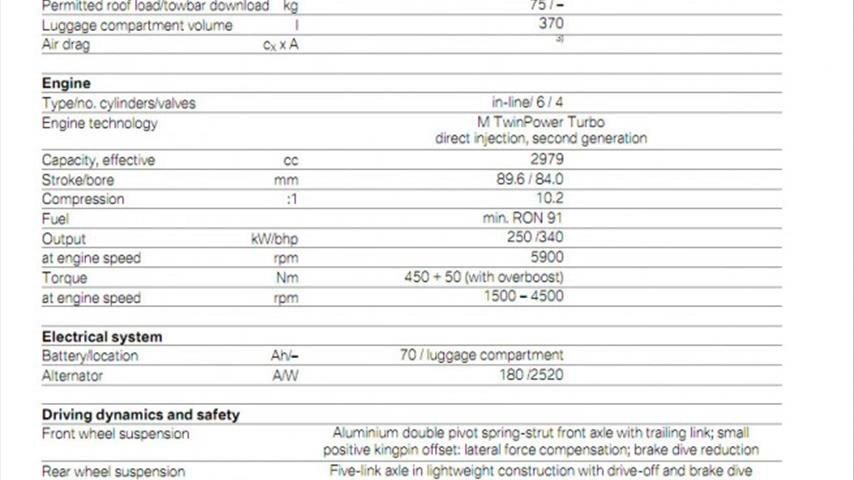 Permitted roof load/towbar download kg 75 / –
Luggage compartment volume l 370
Air drag cx x A
Engine
Type/no. cylinders/valves in-line/ 6 / 4
Engine technology M TwinPower Turbo
direct injection, second generation
Capacity, effective cc 2979
Stroke/bore mm 89.6 / 84.0
Compression :1 10.2
Fuel min. RON 91
Output kW/bhp 250 /340
at engine speed rpm 5900
Torque Nm 450 + 50 (with overboost)
at engine speed rpm 1500 – 4500
Electrical system
Battery/location Ah/– 70 / luggage compartment
Alternator A/W 180 /2520
Driving dynamics and safety
Front wheel suspension Aluminium double pivot spring-strut front axle with trailing link; small
positive kingpin offset: lateral force compensation; brake dive reduction
Rear wheel suspension Five-link axle in lightweight construction with drive-off and brake dive